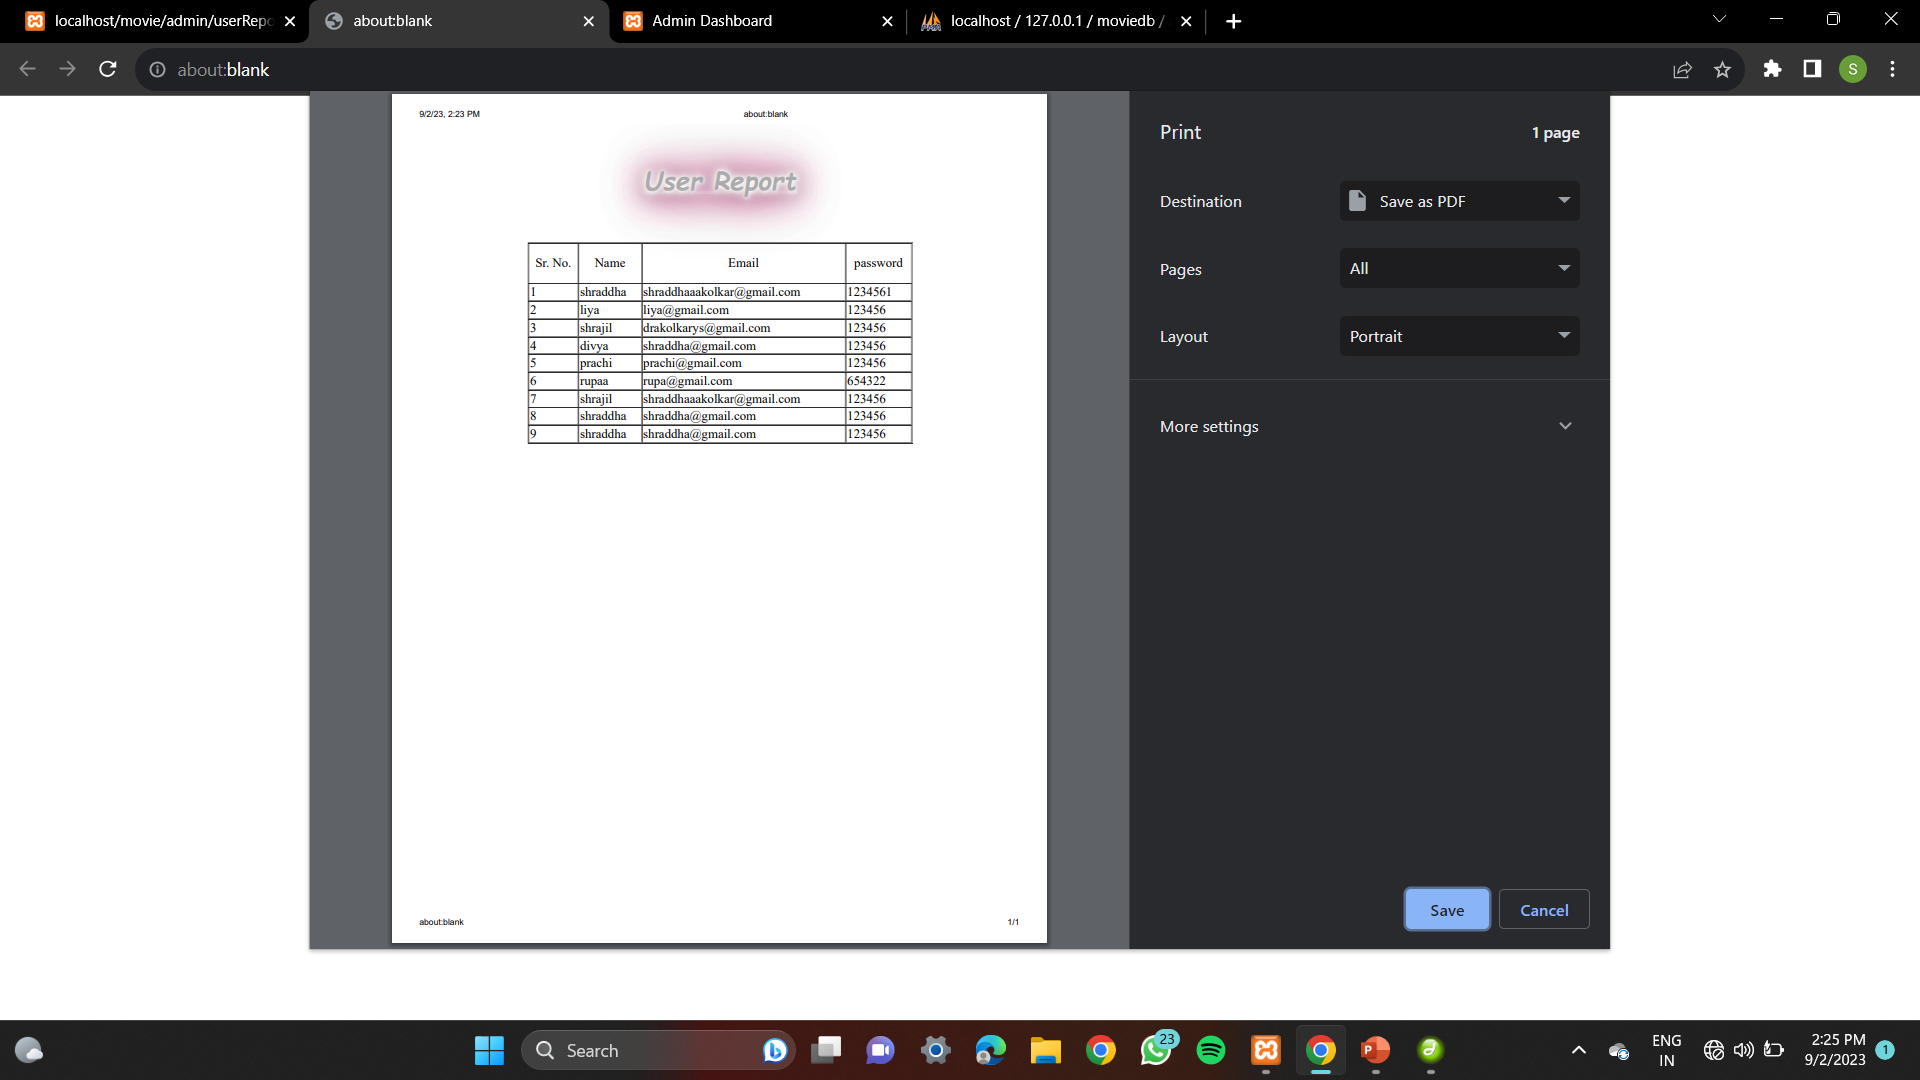 localhost/movie/admin/userRepo
about:blank
Admin Dashboard
localhost / 127.0.0.1 / moviedb /
about:blank
S
9/2/23, 2:23 PM about:blank
User Report
Sr. No. Name Email password
1 shraddha shraddhaaakolkar@gmail.com 1234561
2 liya liya@gmail.com 123456
3 shrajil drakolkarys@gmail.com 123456
4 divya shraddha@gmail.com 123456
5 prachi prachi@gmail.com 123456
6 rupaa rupa@gmail.com 654322
7 shrajil shraddhaaakolkar@gmail.com 123456
8 shraddha shraddha@gmail.com 123456
9 shraddha shraddha@gmail.com 123456
about:blank 1/1
Print 1 page
Destination Save as PDF
Pages All
Layout Portrait
More settings
Save Cancel
Search
23
ENG
IN
2:25 PM
9/2/2023
1